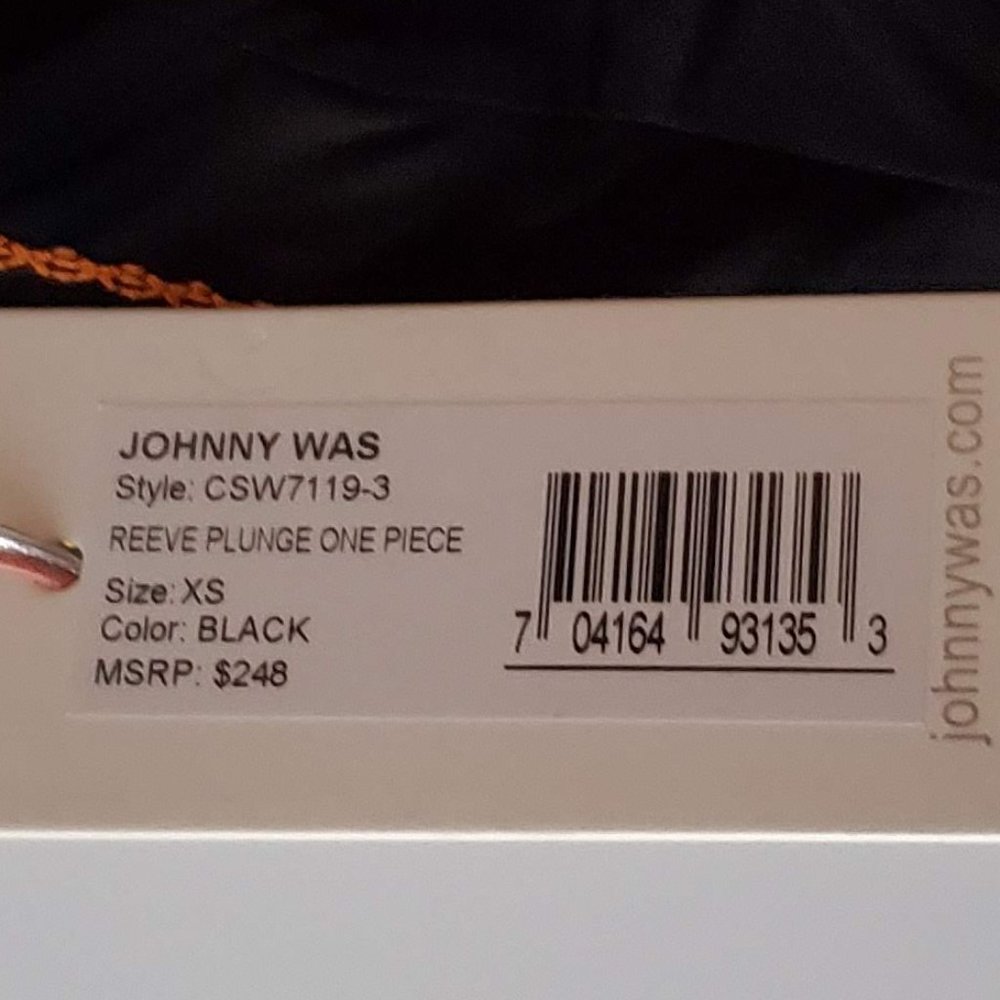 JOHNNY WAS
Style: CSW7119-3
REEVE PLUNGE ONE PIECE
Size: XS
Color: BLACK
MSRP: $248
7 04164 93135 3
johnnywas.com